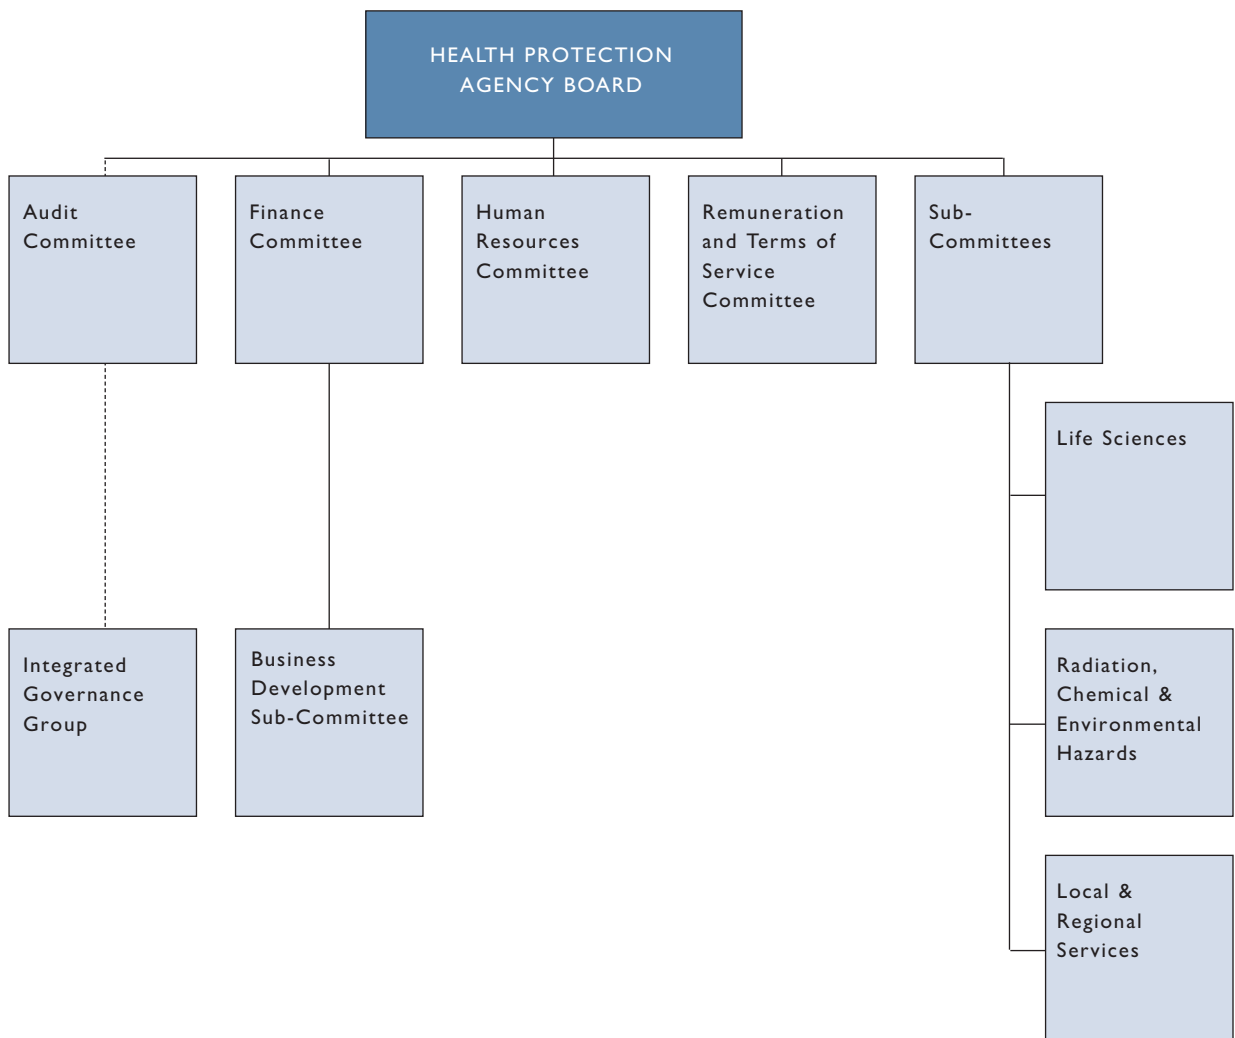 HEALTH PROTECTION
AGENCY BOARD
Audit
Committee
Finance
Committee
Human
Resources
Committee
Remuneration
and Terms of
Service
Committee
Sub-
Committees
Life Sciences
Integrated
Governance
Group
Business
Development
Sub-Committee
Radiation,
Chemical &
Environmental
Hazards
Local &
Regional
Services